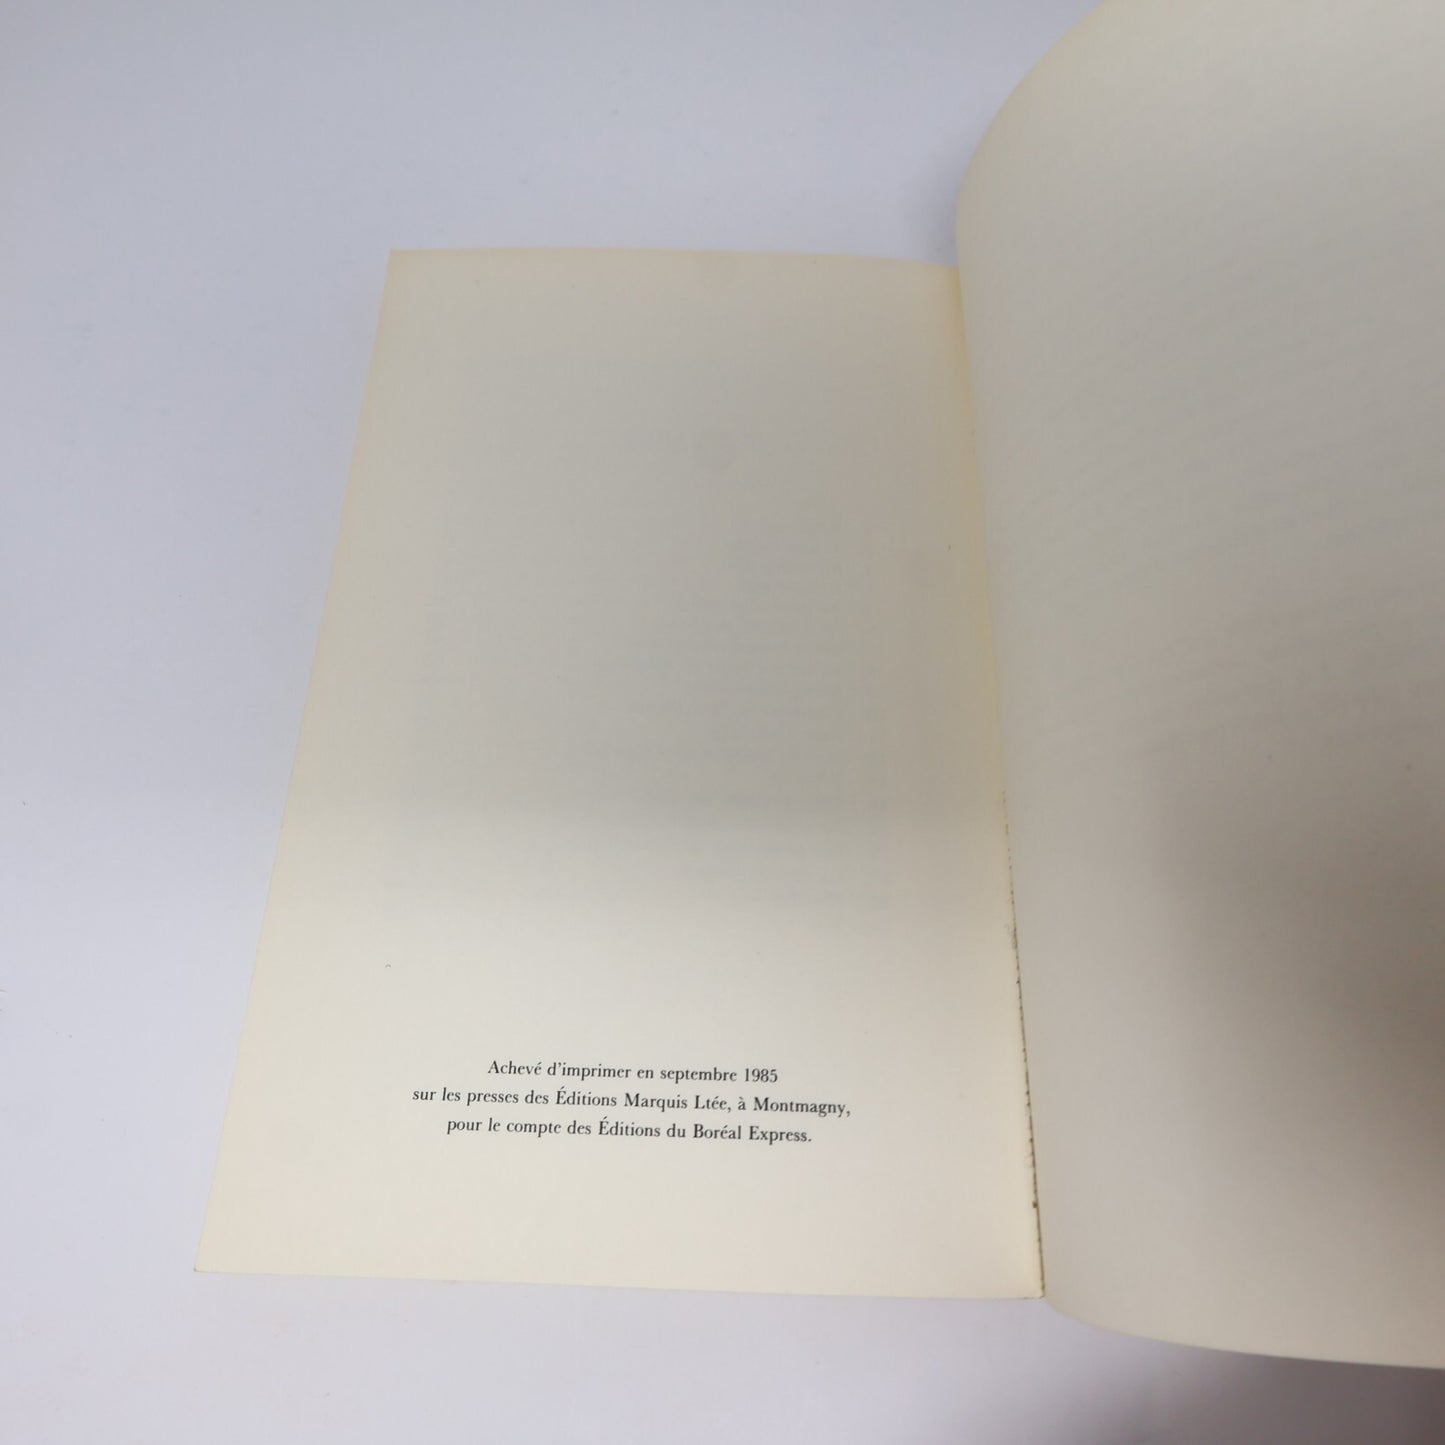 Achevé d'imprimer en septembre 1985
sur les presses des Éditions Marquis Ltée, à Montmagny,
pour le compte des Éditions du Boréal Express.